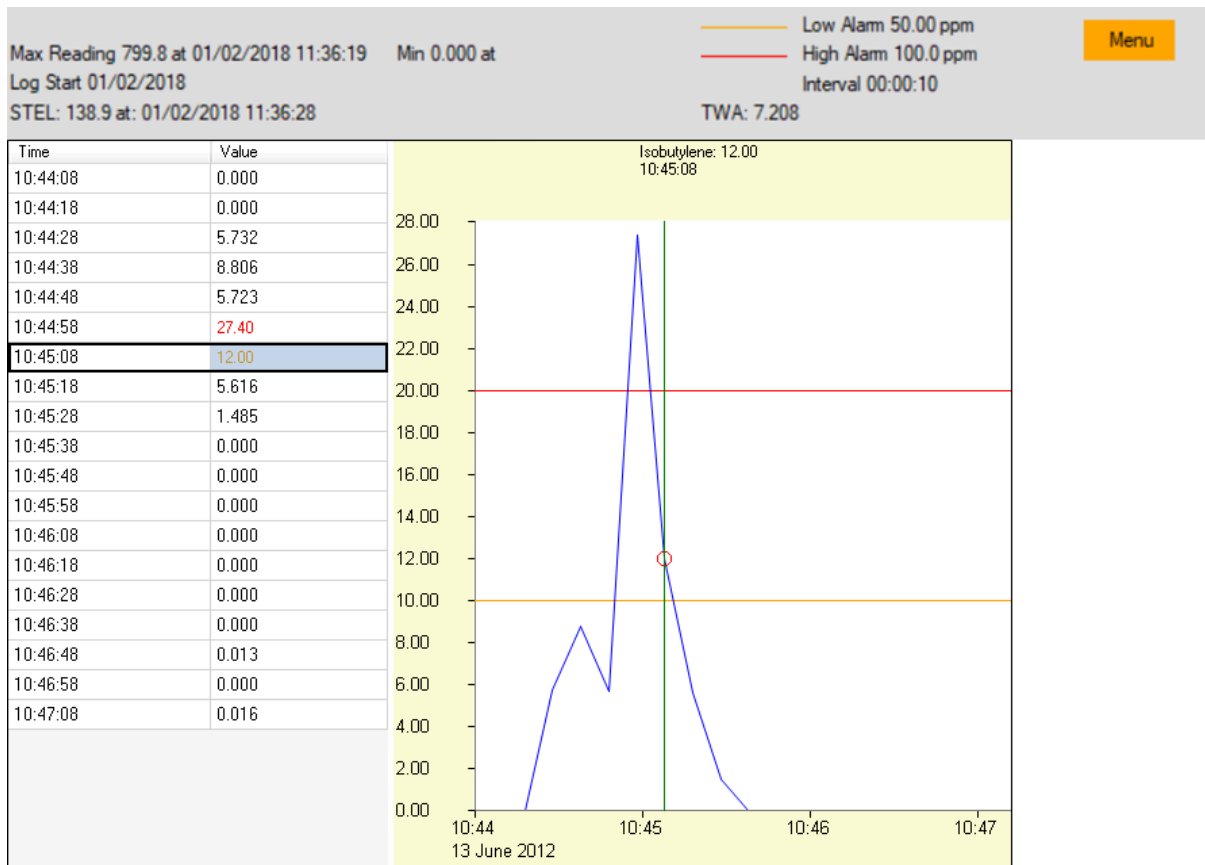 Low Alarm 50.00 ppm
Menu
Max Reading 799.8 at 01/02/2018 11:36:19 Min 0.000 at
High Alarm 100.0 ppm
Log Start 01/02/2018
Interval 00:00:10
STEL: 138.9 at: 01/02/2018 11:36:28
TWA: 7.208
Time Value
10:44:08 0.000
10:44:18 0.000
10:44:28 5.732
10:44:38 8.806
10:44:48 5.723
10:44:58 27.40
10:45:08 12.00
10:45:18 5.616
10:45:28 1.485
10:45:38 0.000
10:45:48 0.000
10:45:58 0.000
10:46:08 0.000
10:46:18 0.000
10:46:28 0.000
10:46:38 0.000
10:46:48 0.013
10:46:58 0.000
10:47:08 0.016
Isobutylene: 12.00
10:45:08
28.00
26.00
24.00
22.00
20.00
18.00
16.00
14.00
12.00
10.00
8.00
6.00
4.00
2.00
0.00
10:44 10:45 10:46 10:47
13 June 2012